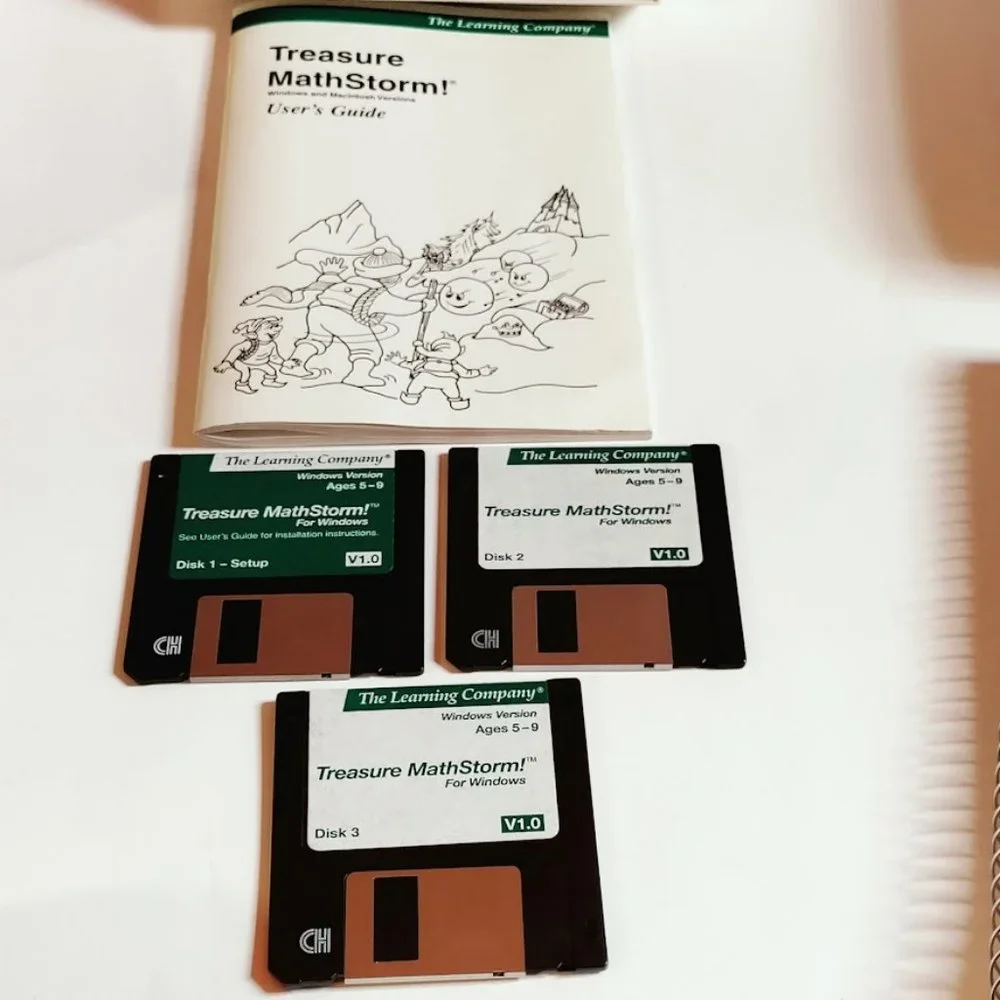 The Learning Company®
Treasure
MathStorm!®
Windows and Macintosh Versions
User's Guide
The Learning Company®
Windows Version
Ages 5–9
Treasure MathStorm!™
For Windows
See User's Guide for installation instructions.
Disk 1 – Setup
V1.0
The Learning Company®
Windows Version
Ages 5–9
Treasure MathStorm!™
For Windows
Disk 2
V1.0
The Learning Company®
Windows Version
Ages 5–9
Treasure MathStorm!™
For Windows
Disk 3
V1.0